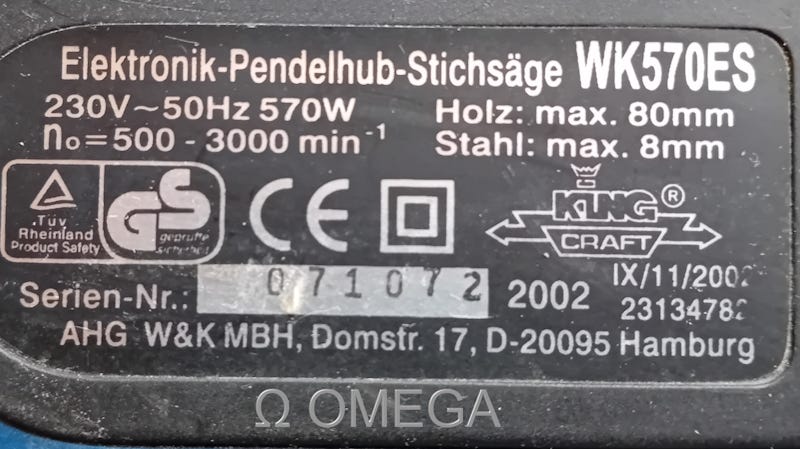 Elektronik-Pendelhub-Stichsäge WK570ES
230V~50Hz 570W Holz: max. 80mm
n₀=500 - 3000 min⁻¹ Stahl: max. 8mm
TÜV
Rheinland
Product Safety
GS
geprüfte
Sicherheit
CE
KING ®
CRAFT
IX/11/2002
Serien-Nr.: 071072 2002 23134782
AHG W&K MBH, Domstr. 17, D-20095 Hamburg
Ω OMEGA